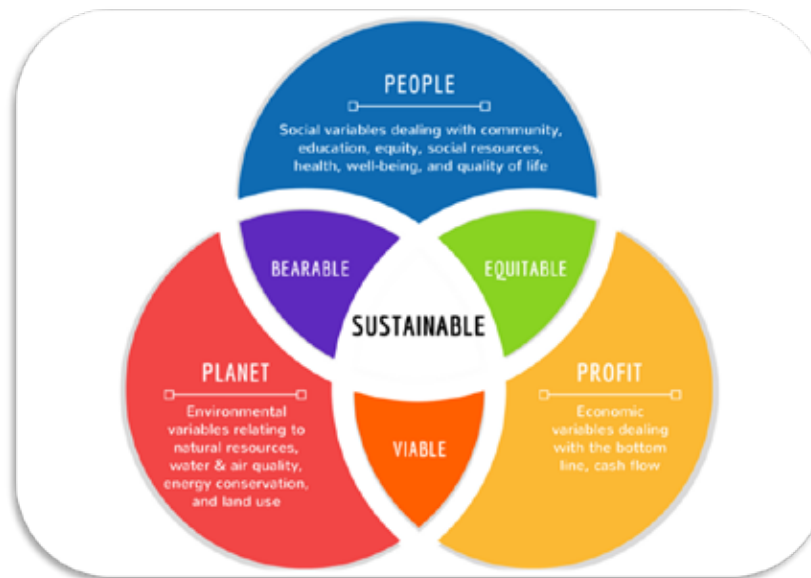 PEOPLE
Social variables dealing with community,
education, equity, social resources,
health, well-being, and quality of life
BEARABLE
EQUITABLE
SUSTAINABLE
PLANET
Environmental
variables relating to
natural resources,
water & air quality,
energy conservation,
and land use
PROFIT
Economic
variables dealing
with the bottom
line, cash flow
VIABLE